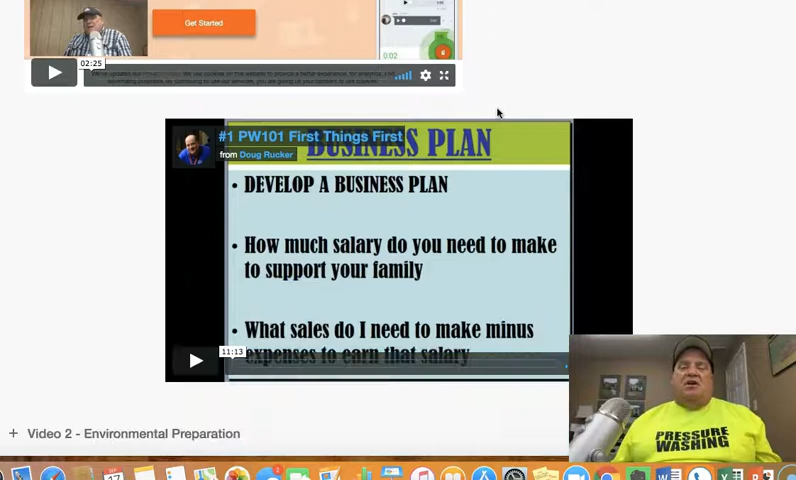 Get Started
0:02
02:25
BUSINESS PLAN
#1 PW101 First Things First
from Doug Rucker
• DEVELOP A BUSINESS PLAN
• How much salary do you need to make
to support your family
• What sales do I need to make minus
expenses to earn that salary
11:13
PRESSURE
WASHING
+ Video 2 - Environmental Preparation
17
2
W
X
P